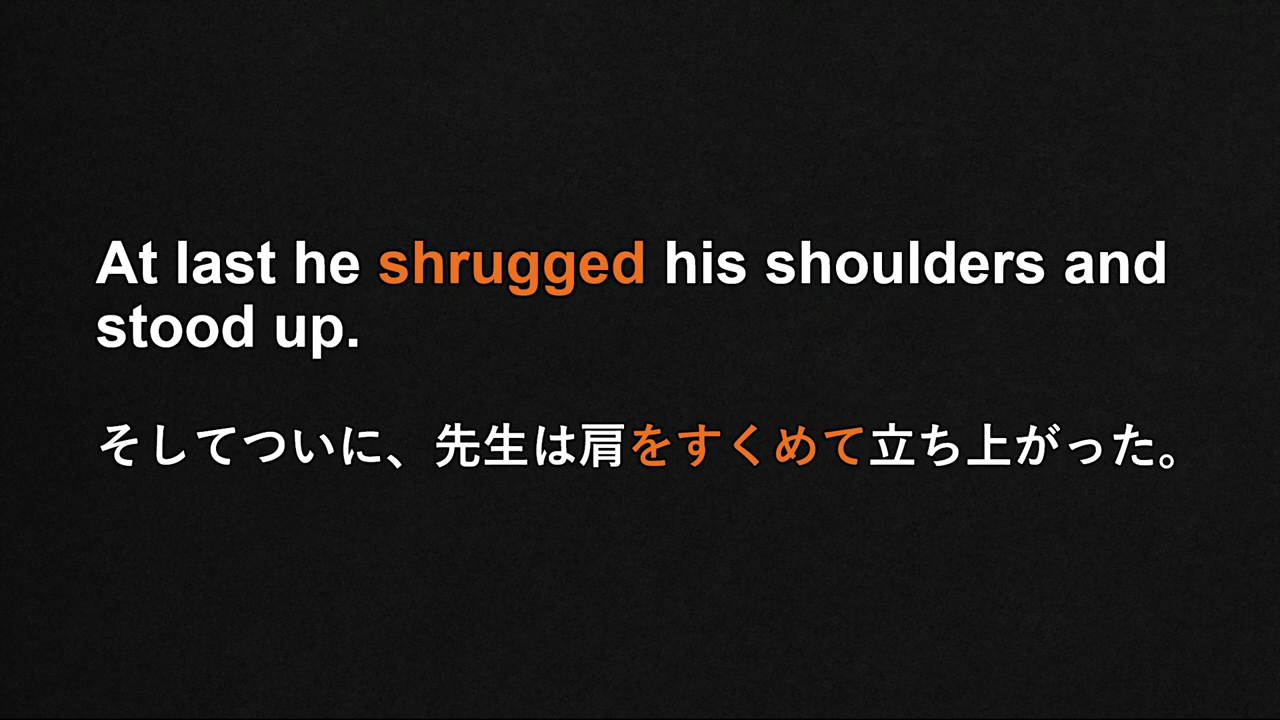 At last he shrugged his shoulders and
stood up.
そしてついに、先生は肩をすくめて立ち上がった。